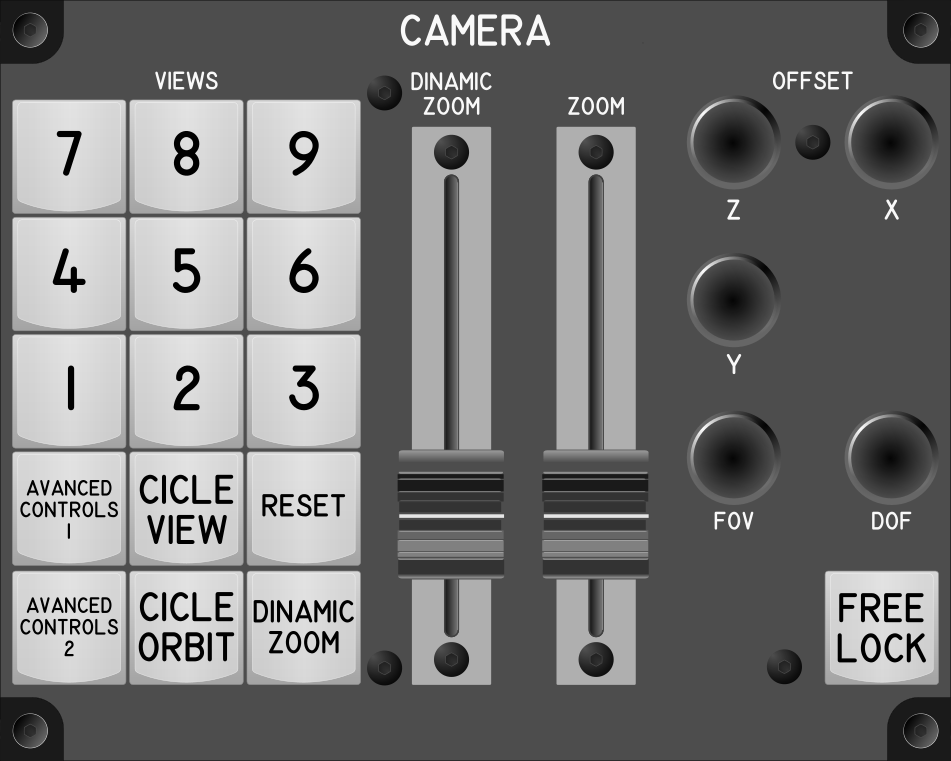 CAMERA
VIEWS
DINAMIC
ZOOM
ZOOM
OFFSET
7
8
9
Z
X
4
5
6
Y
1
2
3
AVANCED
CONTROLS
1
CICLE
VIEW
RESET
FOV
DOF
AVANCED
CONTROLS
2
CICLE
ORBIT
DINAMIC
ZOOM
FREE
LOCK